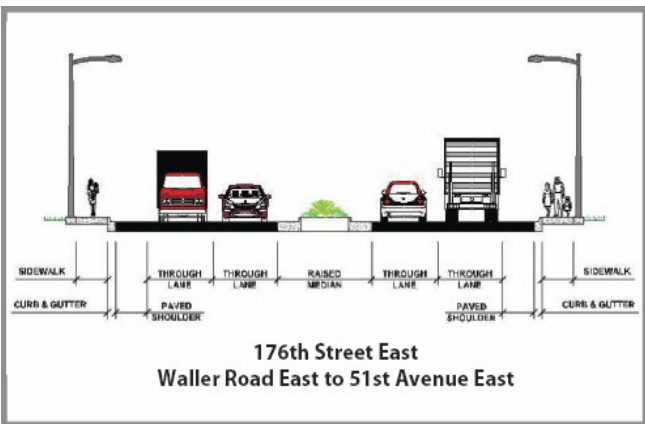 SIDEWALK
THROUGH
LANE
THROUGH
LANE
RAISED
MEDIAN
THROUGH
LANE
THROUGH
LANE
SIDEWALK
CURB & GUTTER
PAVED
SHOULDER
PAVED
SHOULDER
CURB & GUTTER
176th Street East
Waller Road East to 51st Avenue East